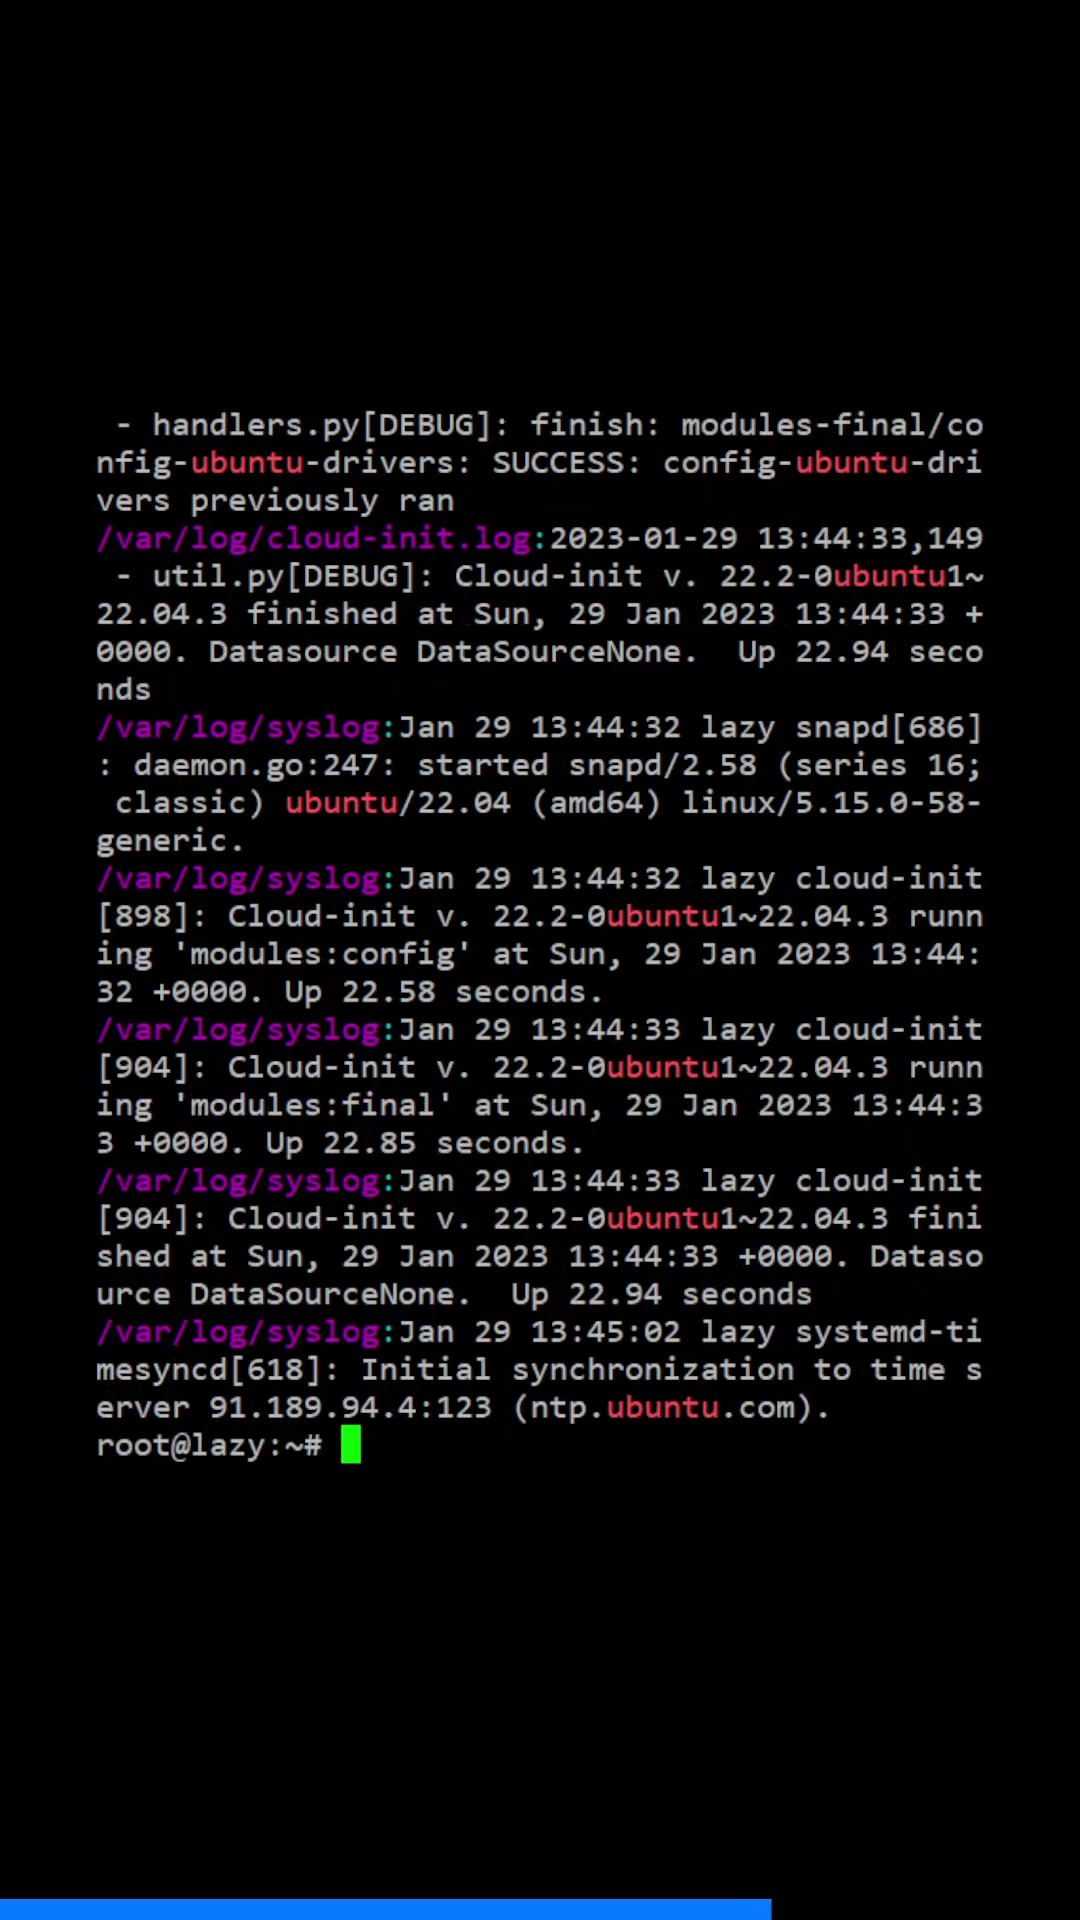 - handlers.py[DEBUG]: finish: modules-final/co
nfig-ubuntu-drivers: SUCCESS: config-ubuntu-dri
vers previously ran
/var/log/cloud-init.log:2023-01-29 13:44:33,149
 - util.py[DEBUG]: Cloud-init v. 22.2-0ubuntu1~
22.04.3 finished at Sun, 29 Jan 2023 13:44:33 +
0000. Datasource DataSourceNone.  Up 22.94 seco
nds
/var/log/syslog:Jan 29 13:44:32 lazy snapd[686]
: daemon.go:247: started snapd/2.58 (series 16;
 classic) ubuntu/22.04 (amd64) linux/5.15.0-58-
generic.
/var/log/syslog:Jan 29 13:44:32 lazy cloud-init
[898]: Cloud-init v. 22.2-0ubuntu1~22.04.3 runn
ing 'modules:config' at Sun, 29 Jan 2023 13:44:
32 +0000. Up 22.58 seconds.
/var/log/syslog:Jan 29 13:44:33 lazy cloud-init
[904]: Cloud-init v. 22.2-0ubuntu1~22.04.3 runn
ing 'modules:final' at Sun, 29 Jan 2023 13:44:3
3 +0000. Up 22.85 seconds.
/var/log/syslog:Jan 29 13:44:33 lazy cloud-init
[904]: Cloud-init v. 22.2-0ubuntu1~22.04.3 fini
shed at Sun, 29 Jan 2023 13:44:33 +0000. Dataso
urce DataSourceNone.  Up 22.94 seconds
/var/log/syslog:Jan 29 13:45:02 lazy systemd-ti
mesyncd[618]: Initial synchronization to time s
erver 91.189.94.4:123 (ntp.ubuntu.com).
root@lazy:~#